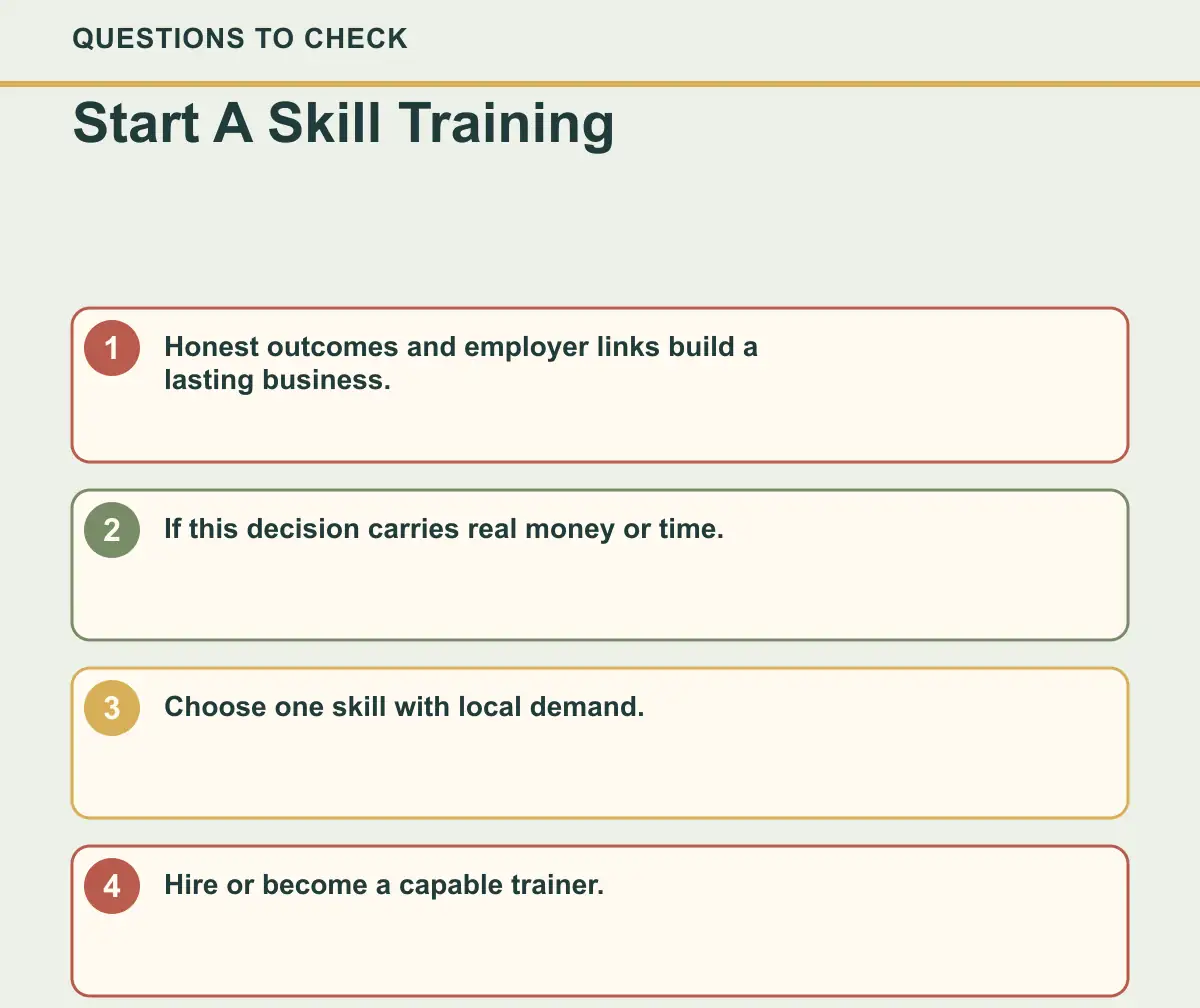 QUESTIONS TO CHECK
Start A Skill Training
1
Honest outcomes and employer links build a
lasting business.
2
If this decision carries real money or time.
3
Choose one skill with local demand.
4
Hire or become a capable trainer.